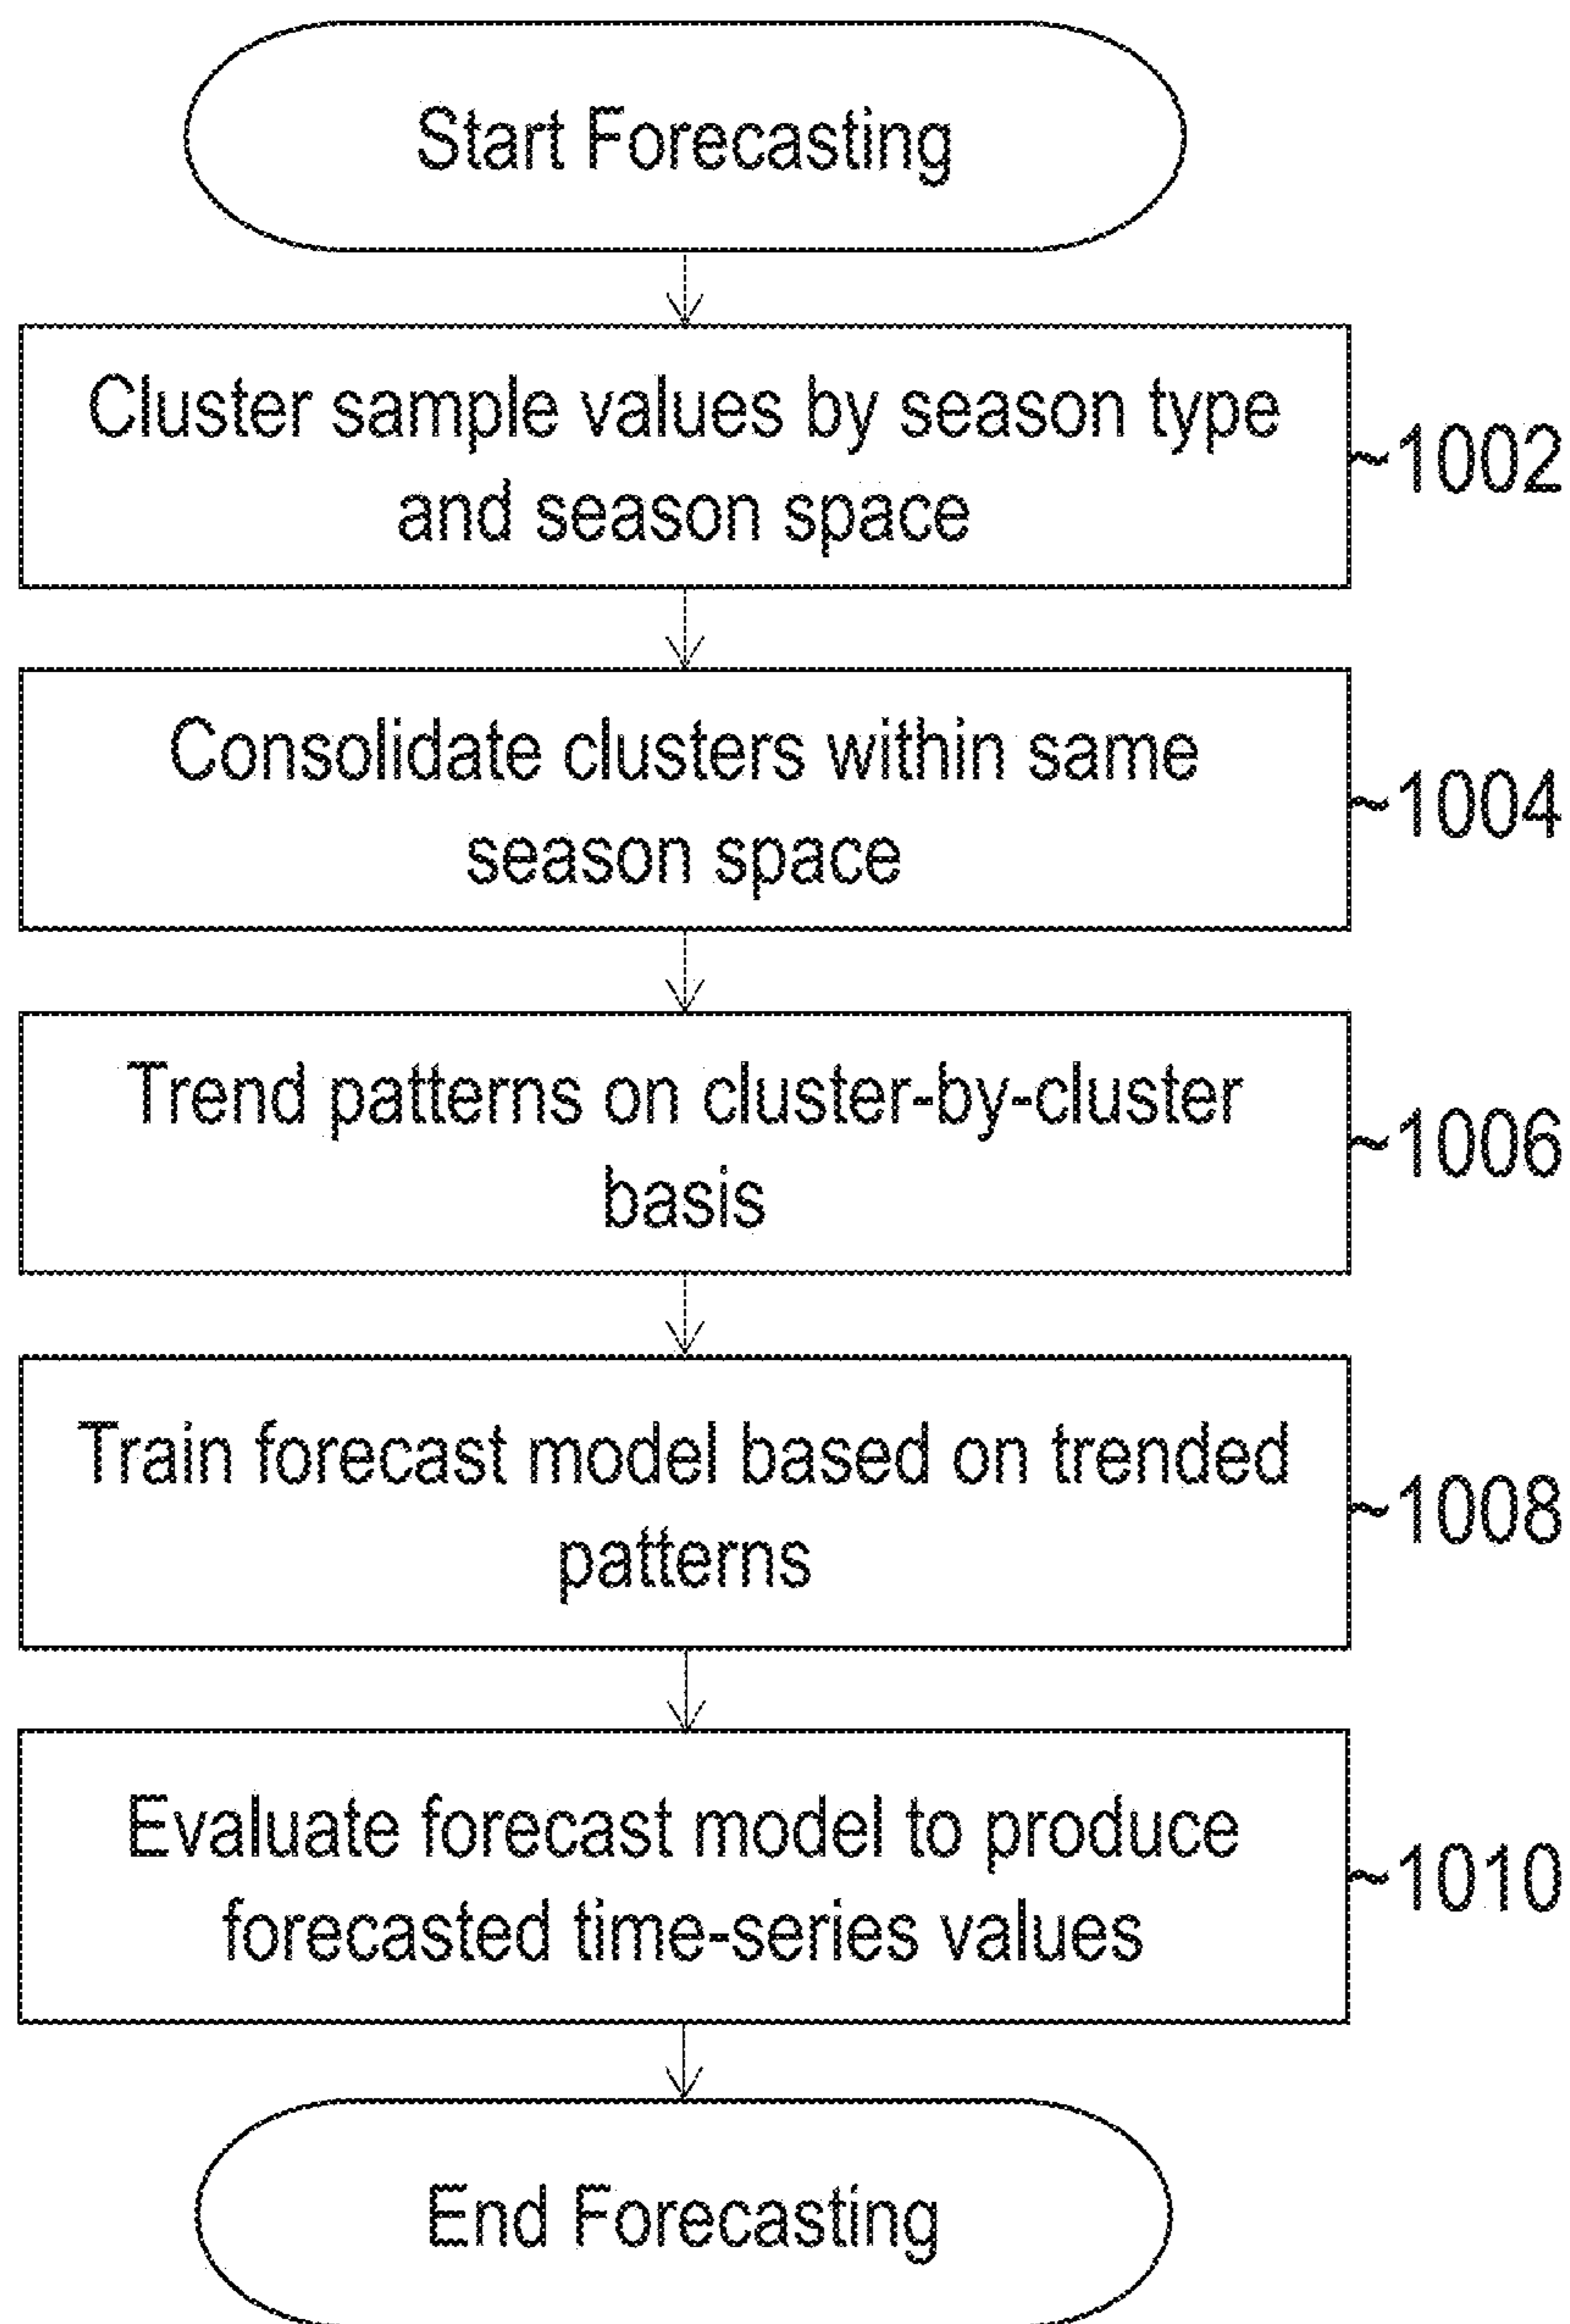 Start Forecasting
Cluster sample values by season type
and season space
~1002
Consolidate clusters within same
season space
~1004
Trend patterns on cluster-by-cluster
basis
~1006
Train forecast model based on trended
patterns
~1008
Evaluate forecast model to produce
forecasted time-series values
~1010
End Forecasting